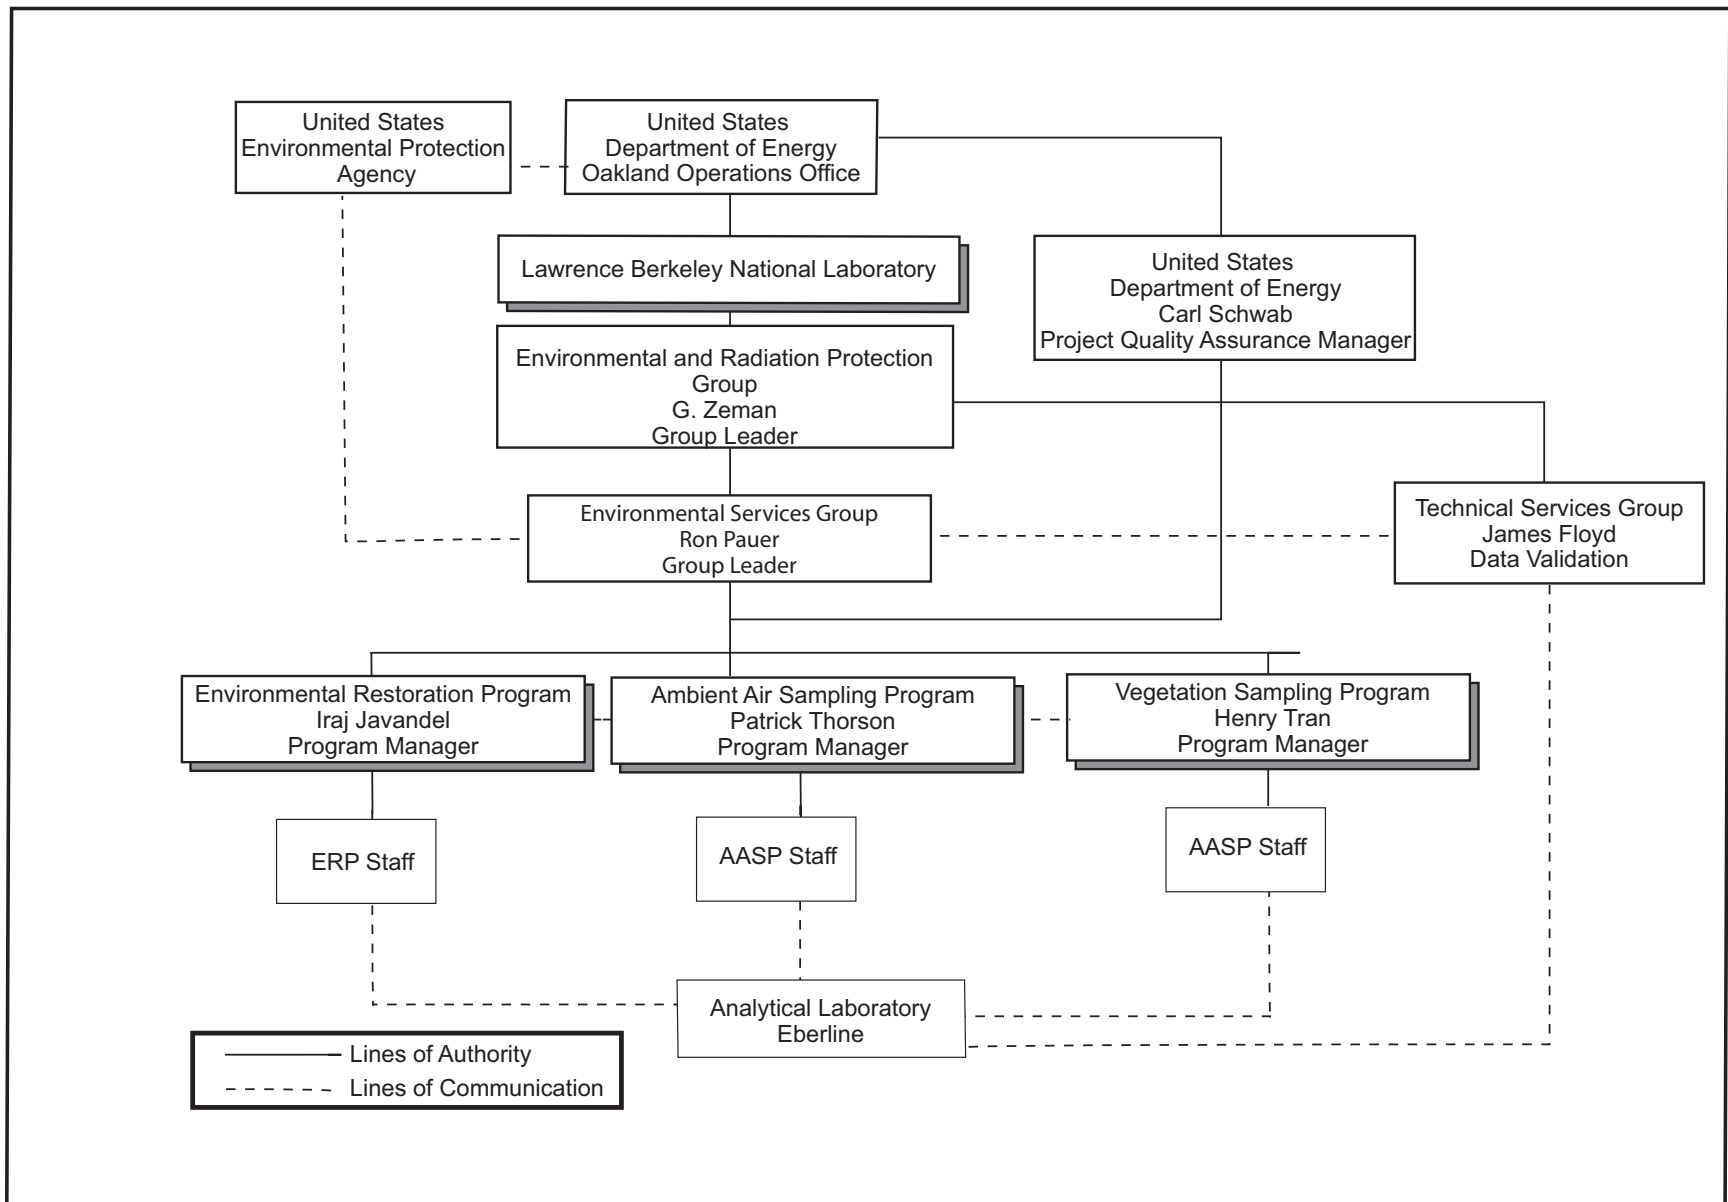 United States
Environmental Protection
Agency
United States
Department of Energy
Oakland Operations Office
Lawrence Berkeley National Laboratory
United States
Department of Energy
Carl Schwab
Project Quality Assurance Manager
Environmental and Radiation Protection
Group
G. Zeman
Group Leader
Environmental Services Group
Ron Pauer
Group Leader
Technical Services Group
James Floyd
Data Validation
Environmental Restoration Program
Iraj Javandel
Program Manager
Ambient Air Sampling Program
Patrick Thorson
Program Manager
Vegetation Sampling Program
Henry Tran
Program Manager
ERP Staff
AASP Staff
AASP Staff
Analytical Laboratory
Eberline
Lines of Authority
Lines of Communication